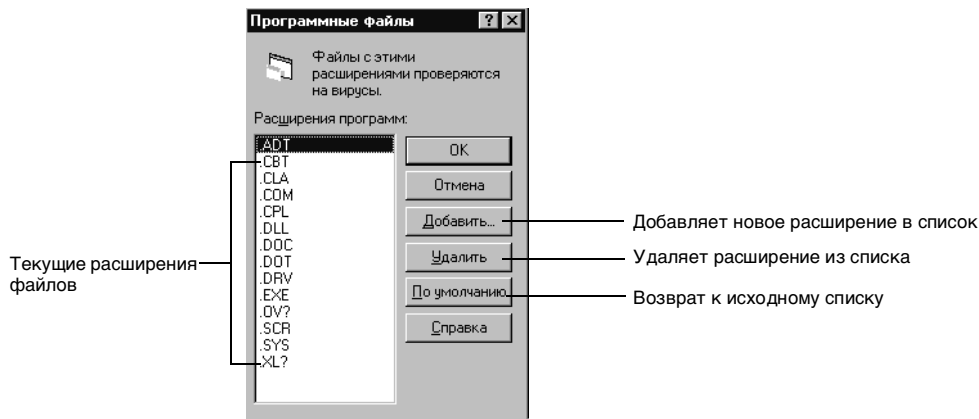 Программные файлы
Файлы с этими
расширениями проверяются
на вирусы.
Расширения программ:
.ADT
.CBT
.CLA
.COM
.CPL
.DLL
.DOC
.DOT
.DRV
.EXE
.OV?
.SCR
.SYS
.XL?
OK
Отмена
Добавить...
Удалить
По умолчанию
Справка
Текущие расширения
файлов
Добавляет новое расширение в список
Удаляет расширение из списка
Возврат к исходному списку